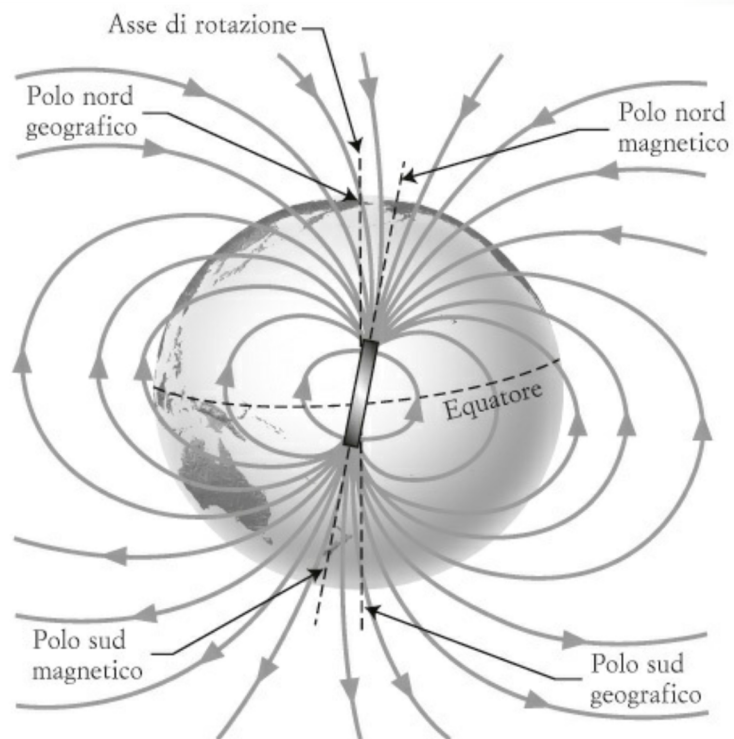 Asse di rotazione
Polo nord
geografico
Polo nord
magnetico
Equatore
Polo sud
magnetico
Polo sud
geografico